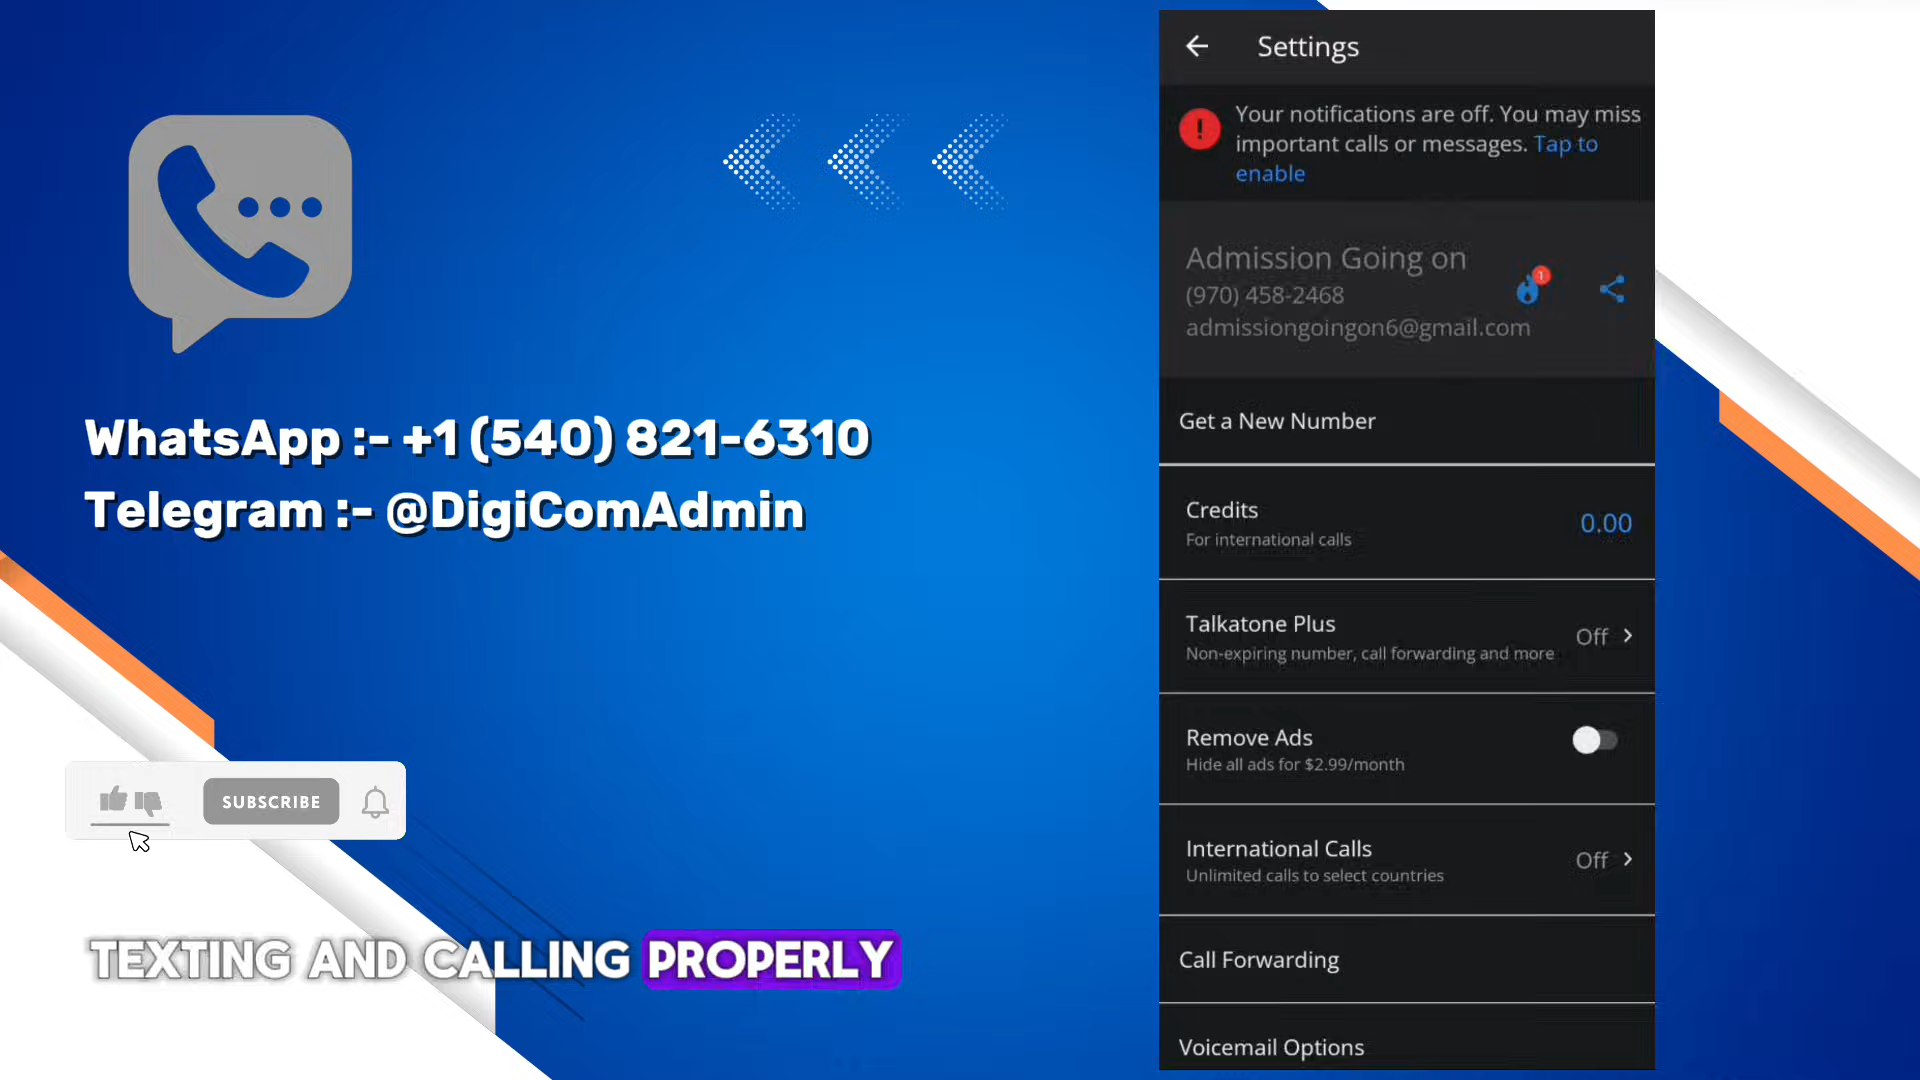 WhatsApp :- +1 (540) 821-6310
Telegram :- @DigiComAdmin
SUBSCRIBE
TEXTING AND CALLING PROPERLY
Settings
Your notifications are off. You may miss
important calls or messages. Tap to
enable
Admission Going on
(970) 458-2468
admissiongoingon6@gmail.com
1
Get a New Number
Credits
0.00
For international calls
Talkatone Plus
Off
Non-expiring number, call forwarding and more
Remove Ads
Hide all ads for $2.99/month
International Calls
Off
Unlimited calls to select countries
Call Forwarding
Voicemail Options